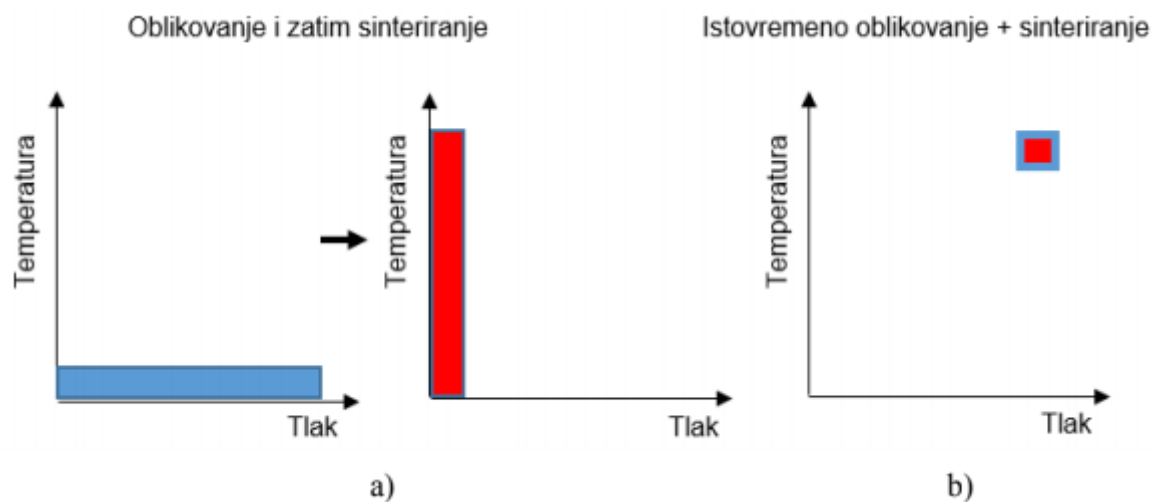 Oblikovanje i zatim sinteriranje
Istovremeno oblikovanje + sinteriranje
Temperatura
Tlak
Temperatura
Tlak
Temperatura
Tlak
a)
b)